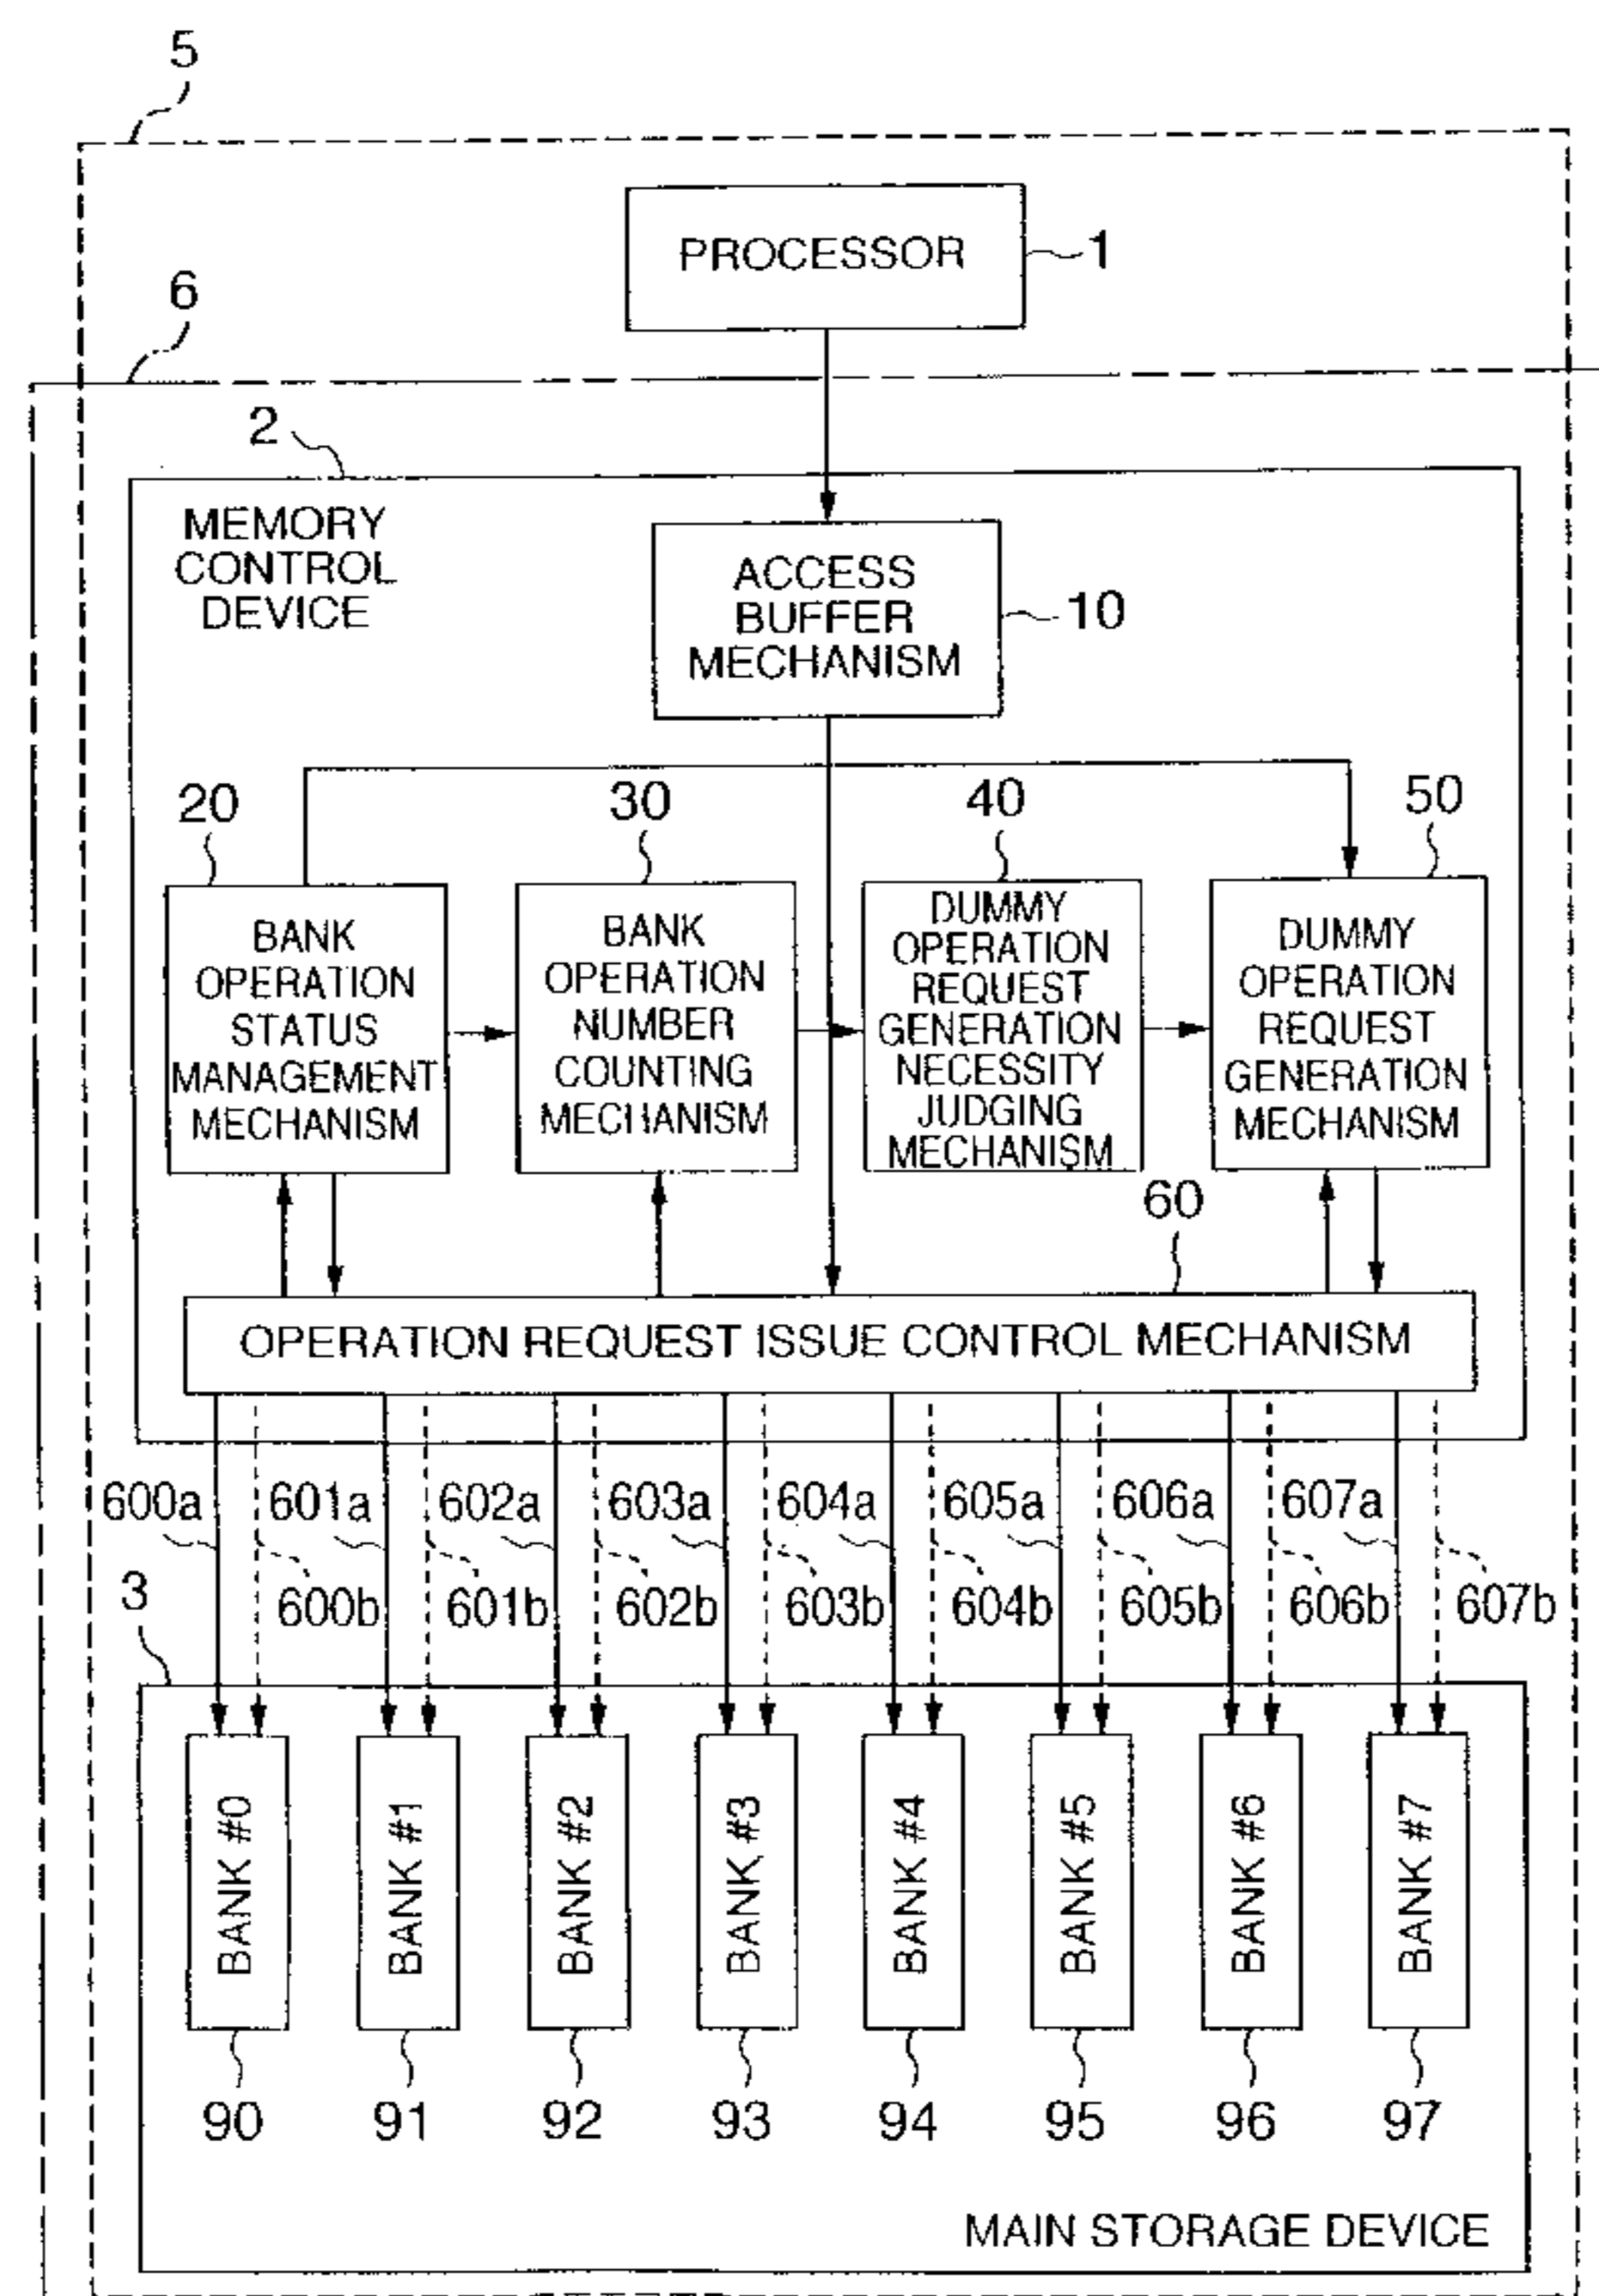 5
PROCESSOR
1
6
2
MEMORY
CONTROL
DEVICE
ACCESS
BUFFER
MECHANISM
10
20
30
40
50
BANK
OPERATION
STATUS
MANAGEMENT
MECHANISM
BANK
OPERATION
NUMBER
COUNTING
MECHANISM
DUMMY
OPERATION
REQUEST
GENERATION
NECESSITY
JUDGING
MECHANISM
DUMMY
OPERATION
REQUEST
GENERATION
MECHANISM
60
OPERATION REQUEST ISSUE CONTROL MECHANISM
600a 601a 602a 603a 604a 605a 606a 607a
600b 601b 602b 603b 604b 605b 606b 607b
3
BANK #0
BANK #1
BANK #2
BANK #3
BANK #4
BANK #5
BANK #6
BANK #7
90 91 92 93 94 95 96 97
MAIN STORAGE DEVICE